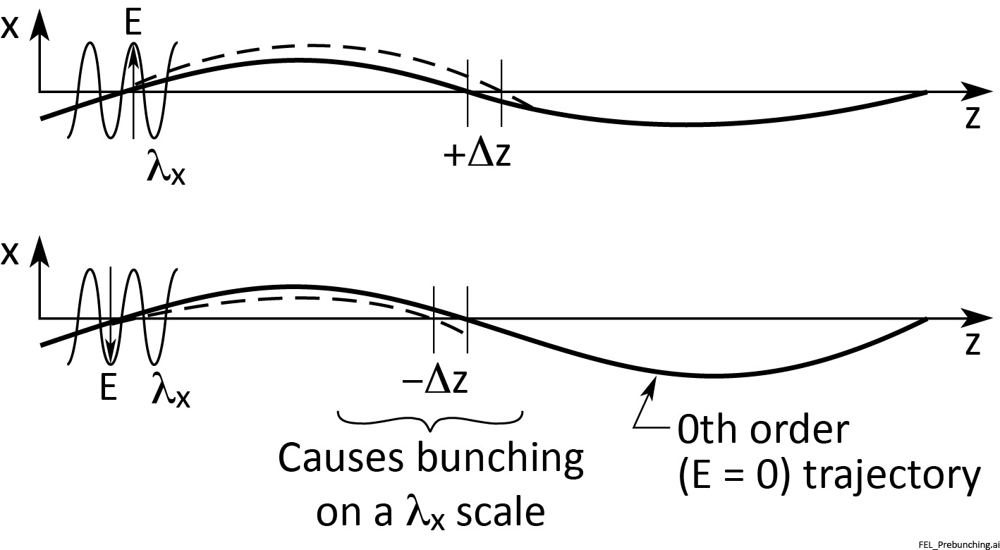 x
E
z
λx
+Δz
x
z
E
λx
−Δz
0th order
(E = 0) trajectory
Causes bunching
on a λx scale
FEL_Prebunching.ai